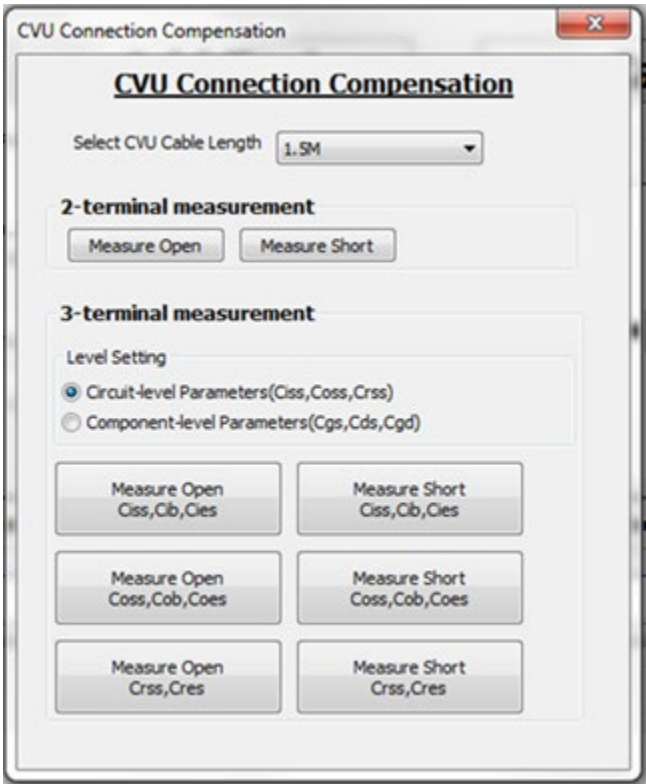 CVU Connection Compensation
CVU Connection Compensation
Select CVU Cable Length 1.5M
2-terminal measurement
Measure Open Measure Short
3-terminal measurement
Level Setting
Circuit-level Parameters(Ciss,Coss,Crss)
Component-level Parameters(Cgs,Cds,Cgd)
Measure Open
Ciss,Cib,Cies
Measure Short
Ciss,Cib,Cies
Measure Open
Coss,Cob,Coes
Measure Short
Coss,Cob,Coes
Measure Open
Crss,Cres
Measure Short
Crss,Cres